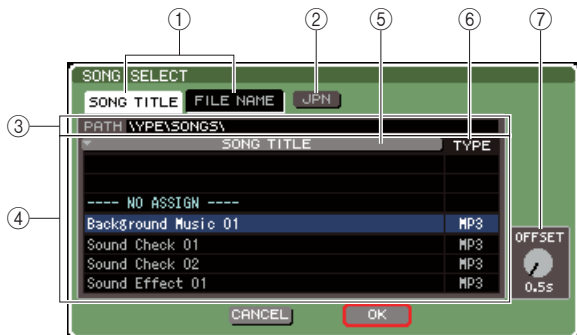 ① ② ⑤ ⑥ ⑦
SONG SELECT
SONG TITLE FILE NAME JPN
③ PATH \YPE\SONGS\
SONG TITLE TYPE
---- NO ASSIGN ----
④ Background Music 01 MP3
Sound Check 01 MP3
Sound Check 02 MP3
Sound Effect 01 MP3
OFFSET
0.5s
CANCEL OK